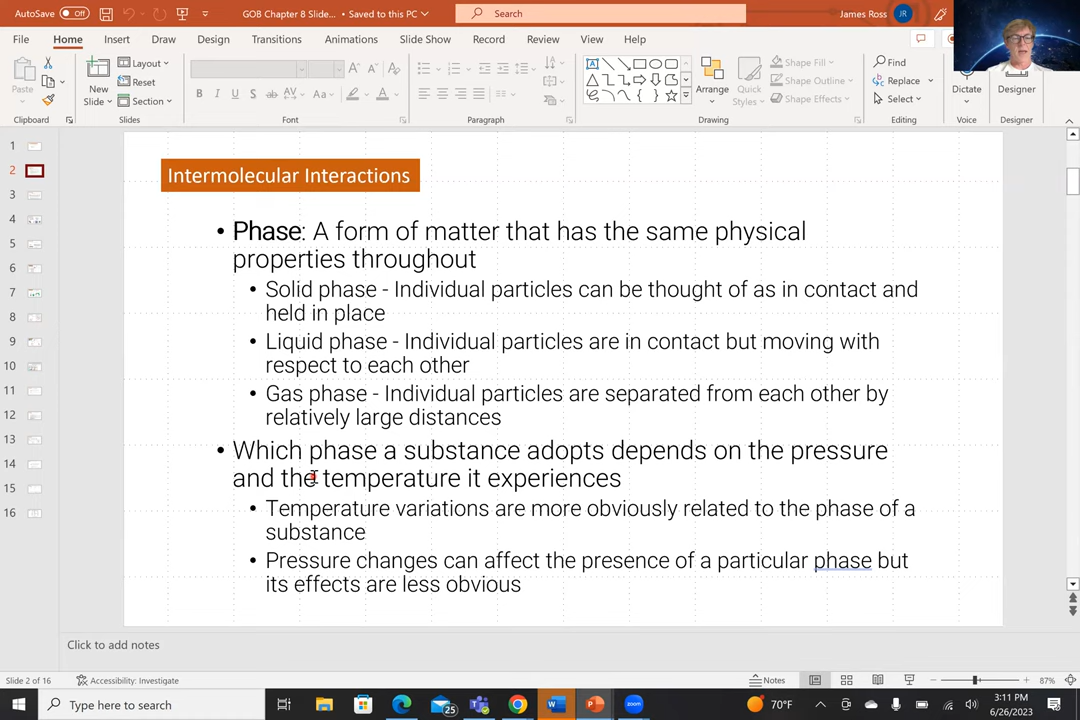 AutoSave Off GOB Chapter 8 Slide... • Saved to this PC Search James Ross JR
File Home Insert Draw Design Transitions Animations Slide Show Record Review View Help
Paste New Slide Layout Reset Section B I U S ab AV Aa A A A A Arrange Quick Styles Shape Fill Shape Outline Shape Effects Find Replace Select Dictate Designer
Clipboard Slides Font Paragraph Drawing Editing Voice Designer
1
2
3
4
5
6
7
8
9
10
11
12
13
14
15
16
Intermolecular Interactions
• Phase: A form of matter that has the same physical
properties throughout
• Solid phase - Individual particles can be thought of as in contact and
held in place
• Liquid phase - Individual particles are in contact but moving with
respect to each other
• Gas phase - Individual particles are separated from each other by
relatively large distances
• Which phase a substance adopts depends on the pressure
and the temperature it experiences
• Temperature variations are more obviously related to the phase of a
substance
• Pressure changes can affect the presence of a particular phase but
its effects are less obvious
Click to add notes
Slide 2 of 16 Accessibility: Investigate Notes 87%
Type here to search 25 zoom 70°F 3:11 PM
6/26/2023